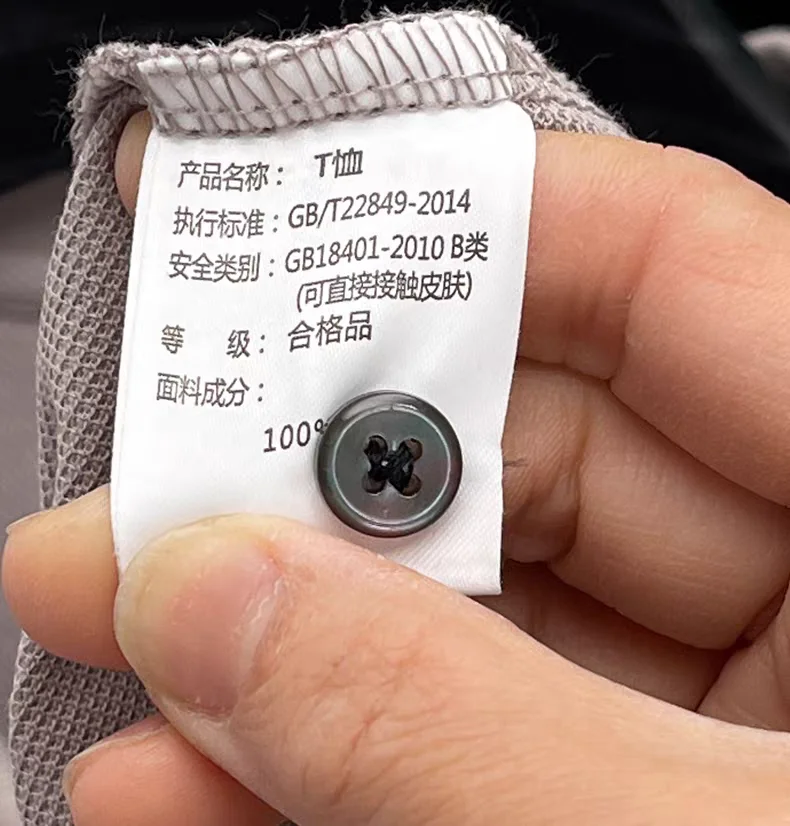 产品名称： T恤
执行标准：GB/T22849-2014
安全类别：GB18401-2010 B类
(可直接接触皮肤)
等 级：合格品
面料成分：
100%